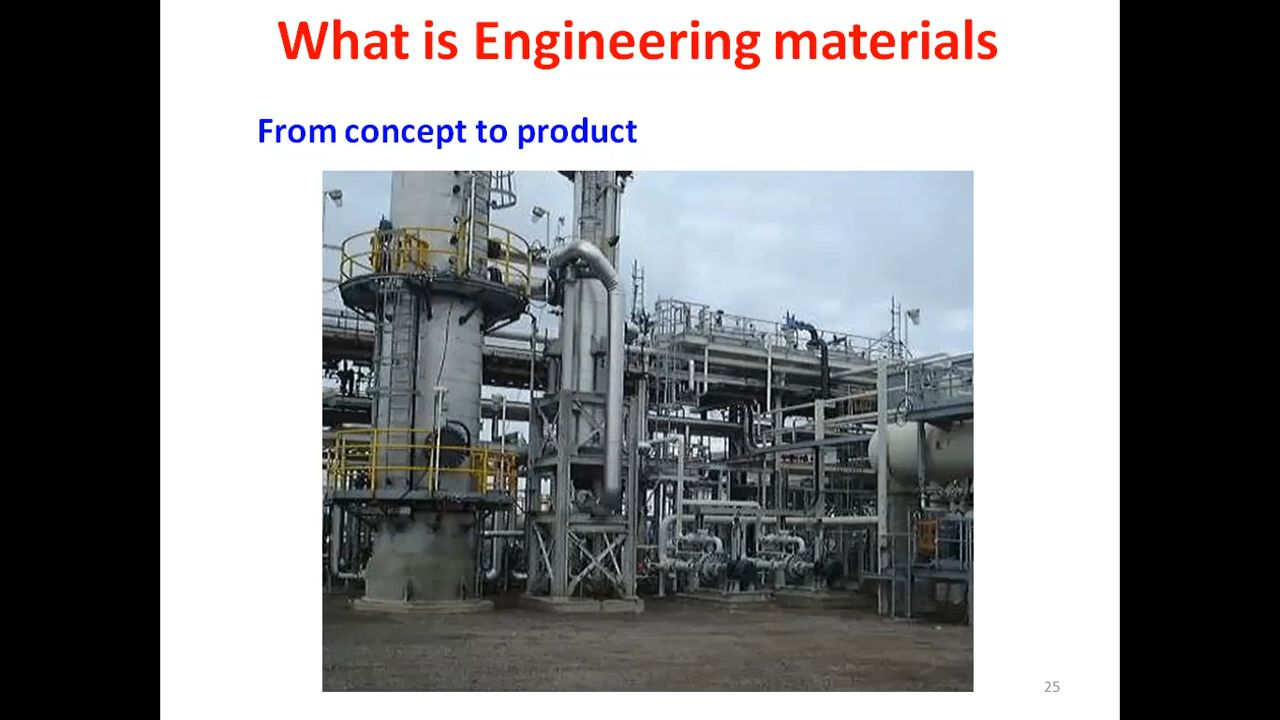 What is Engineering materials
From concept to product
25